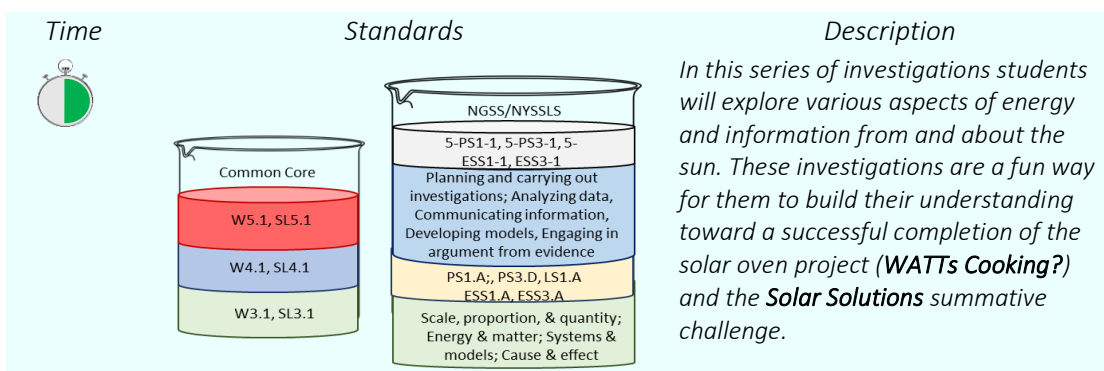 Time
Standards
Description
Common Core
W5.1, SL5.1
W4.1, SL4.1
W3.1, SL3.1
NGSS/NYSSLS
5-PS1-1, 5-PS3-1, 5-
ESS1-1, ESS3-1
Planning and carrying out
investigations; Analyzing data,
Communicating information,
Developing models, Engaging in
argument from evidence
PS1.A;, PS3.D, LS1.A
ESS1.A, ESS3.A
Scale, proportion, & quantity;
Energy & matter; Systems &
models; Cause & effect
In this series of investigations students
will explore various aspects of energy
and information from and about the
sun. These investigations are a fun way
for them to build their understanding
toward a successful completion of the
solar oven project (WATTs Cooking?)
and the Solar Solutions summative
challenge.